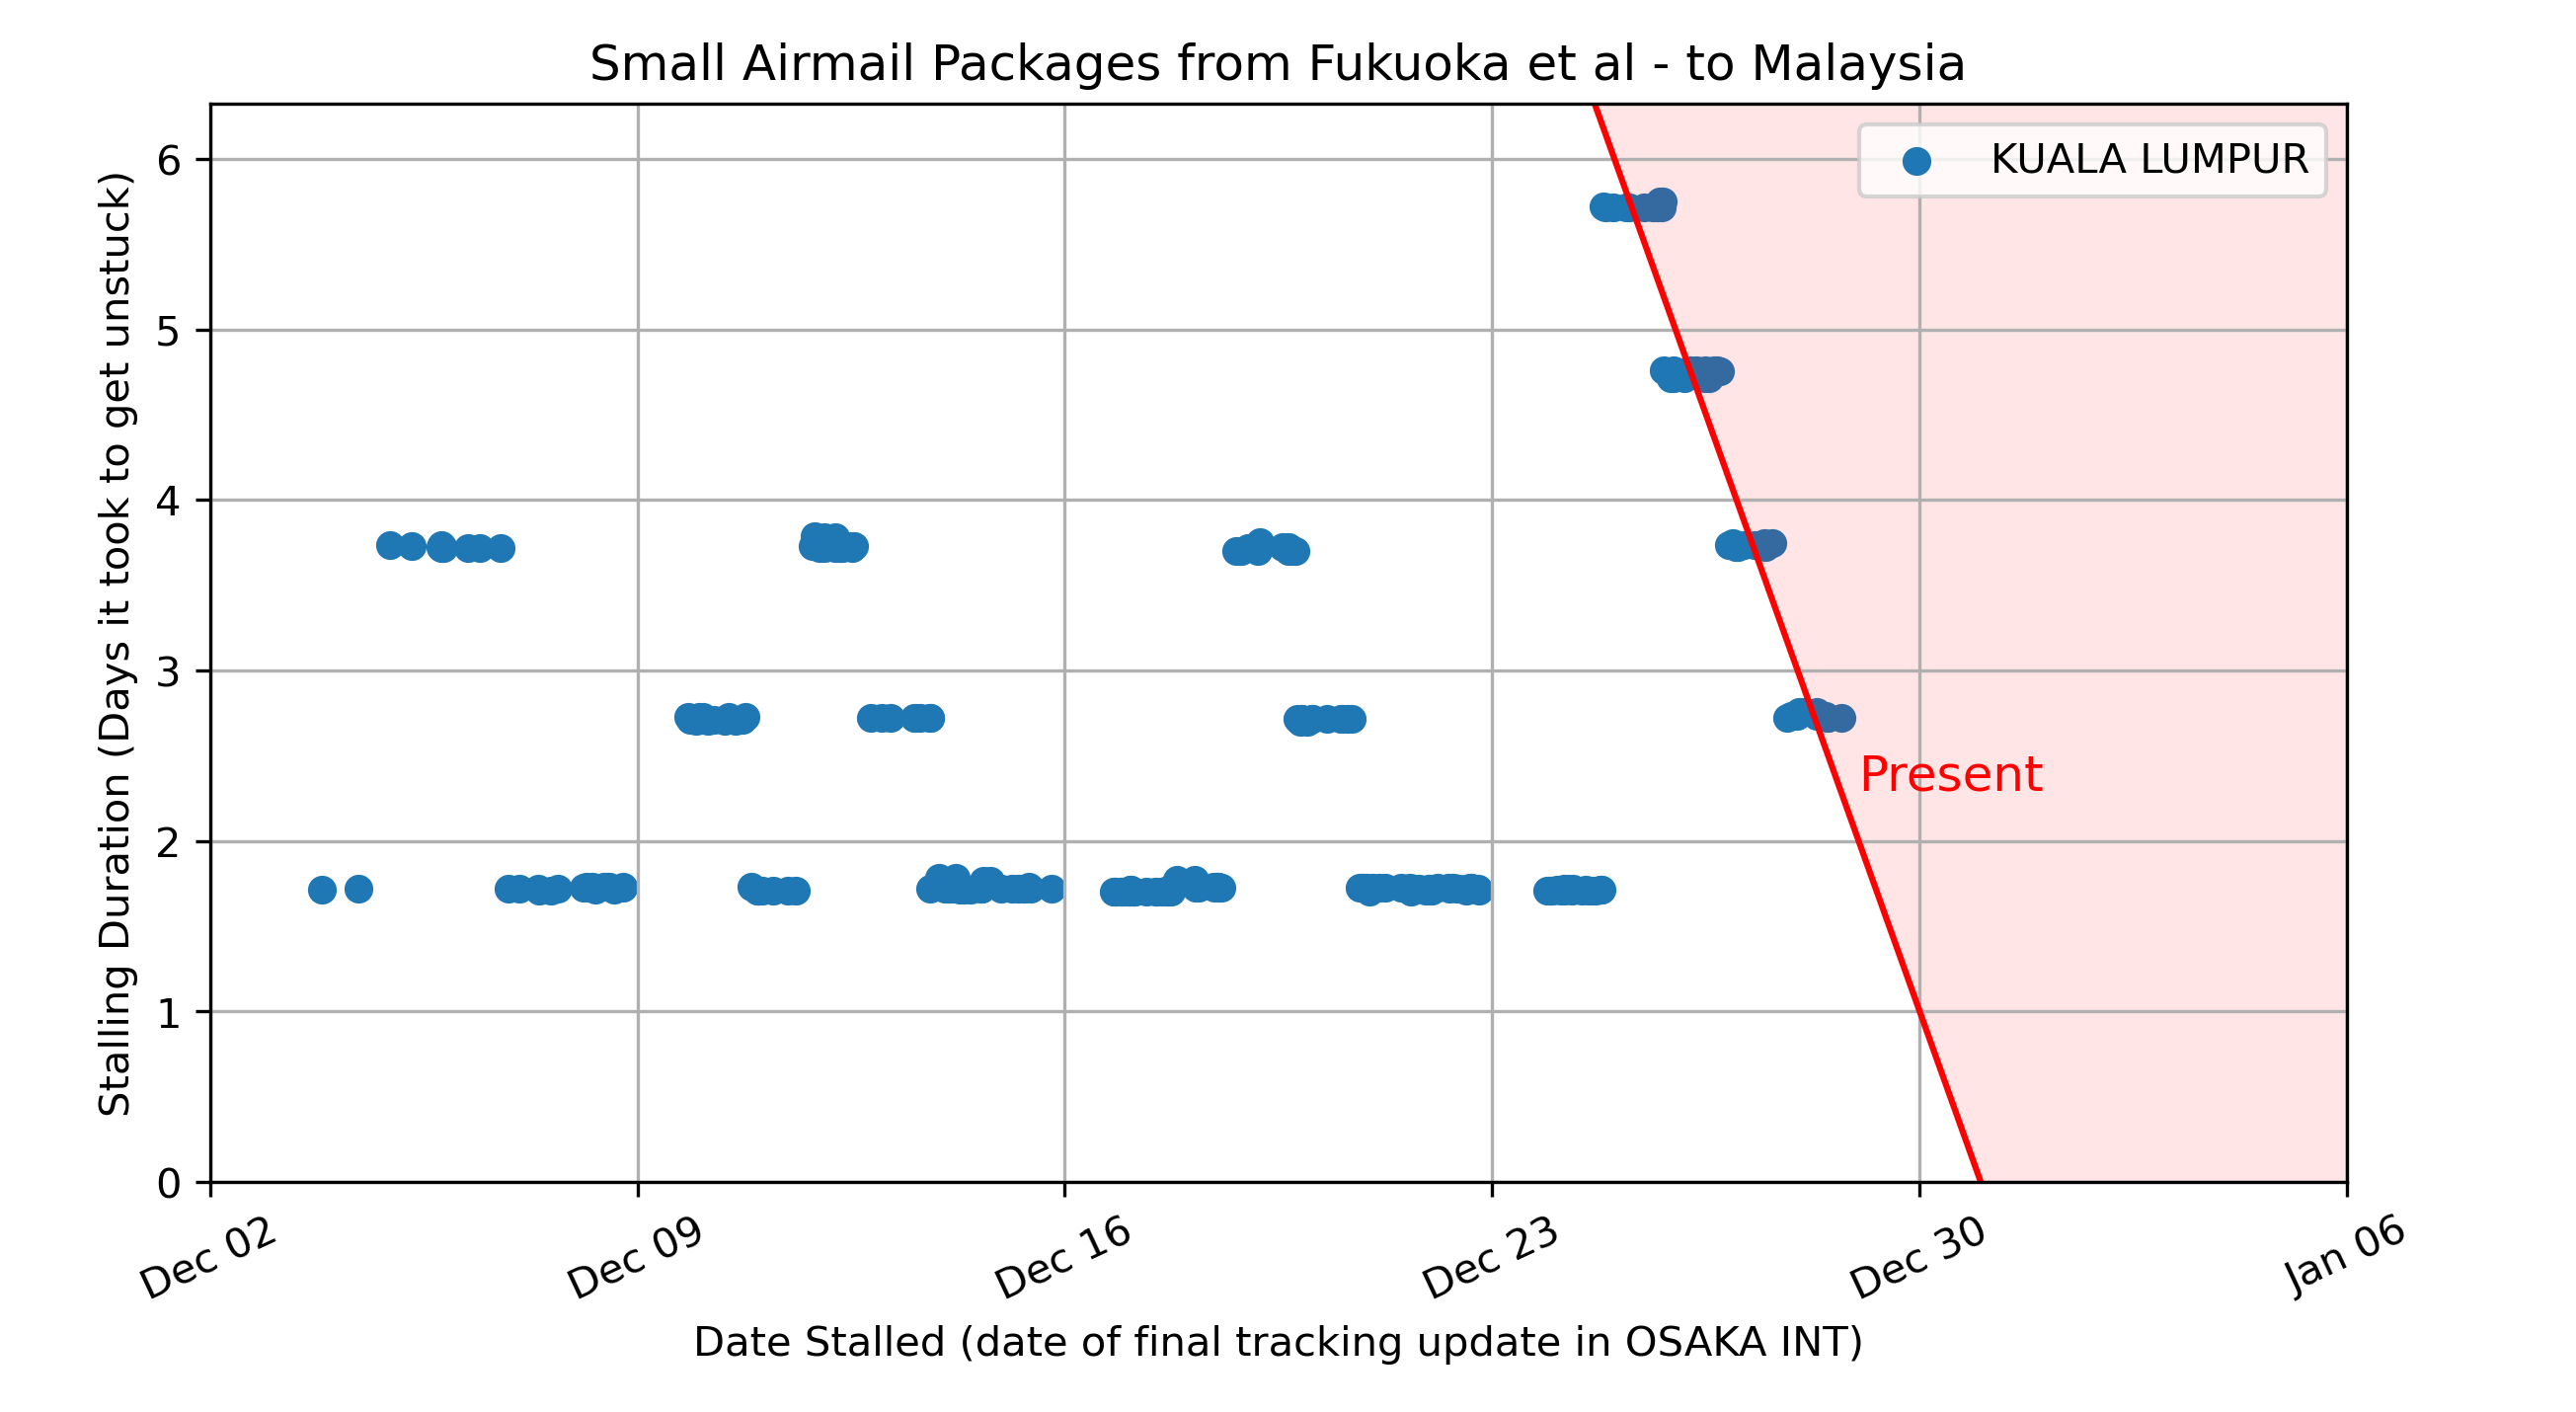 Small Airmail Packages from Fukuoka et al - to Malaysia
KUALA LUMPUR
Stalling Duration (Days it took to get unstuck)
6
5
4
3
2
1
0
Present
Dec 02
Dec 09
Dec 16
Dec 23
Dec 30
Jan 06
Date Stalled (date of final tracking update in OSAKA INT)